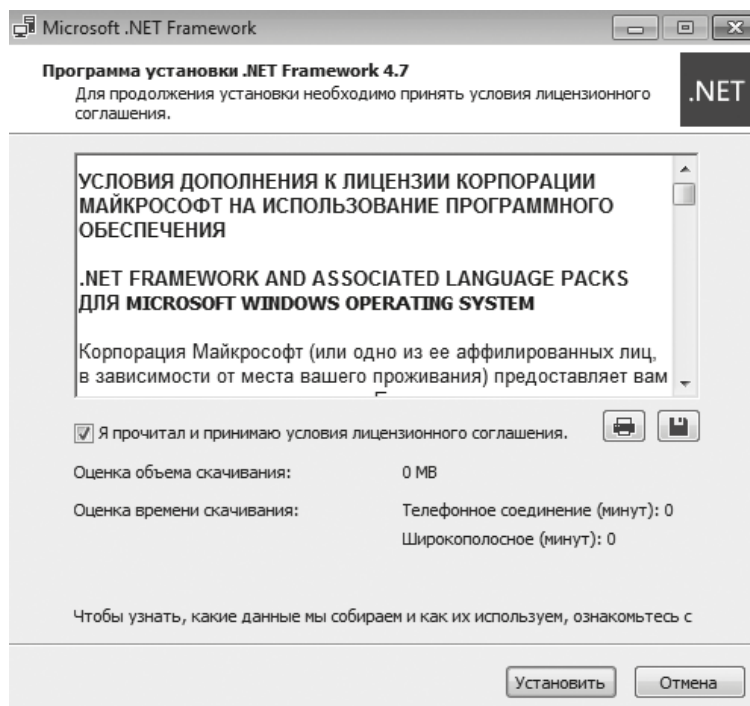 Microsoft .NET Framework
Программа установки .NET Framework 4.7
Для продолжения установки необходимо принять условия лицензионного
соглашения.
.NET
УСЛОВИЯ ДОПОЛНЕНИЯ К ЛИЦЕНЗИИ КОРПОРАЦИИ
МАЙКРОСОФТ НА ИСПОЛЬЗОВАНИЕ ПРОГРАММНОГО
ОБЕСПЕЧЕНИЯ
.NET FRAMEWORK AND ASSOCIATED LANGUAGE PACKS
ДЛЯ MICROSOFT WINDOWS OPERATING SYSTEM
Корпорация Майкрософт (или одно из ее аффилированных лиц,
в зависимости от места вашего проживания) предоставляет вам
Я прочитал и принимаю условия лицензионного соглашения.
Оценка объема скачивания: 0 MB
Оценка времени скачивания: Телефонное соединение (минут): 0
Широкополосное (минут): 0
Чтобы узнать, какие данные мы собираем и как их используем, ознакомьтесь с
Установить Отмена